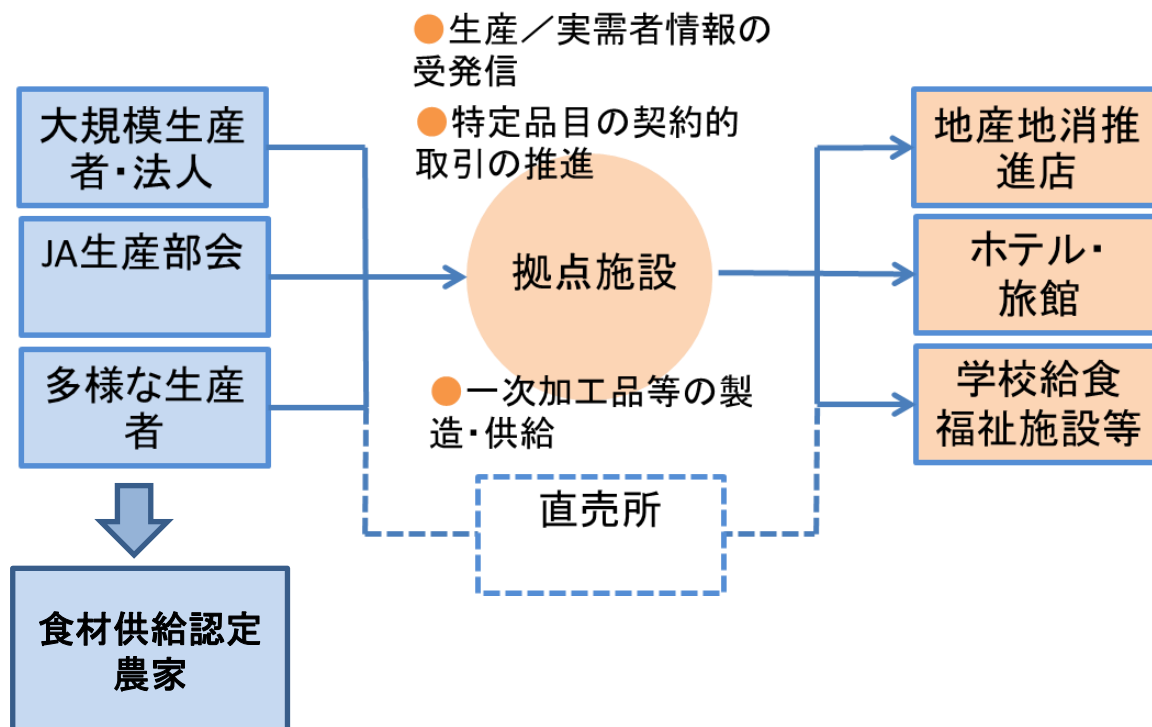 ●生産／実需者情報の
受発信
●特定品目の契約的
取引の推進
大規模生産
者・法人
JA生産部会
多様な生産
者
食材供給認定
農家
拠点施設
●一次加工品等の製
造・供給
直売所
地産地消推
進店
ホテル・
旅館
学校給食
福祉施設等